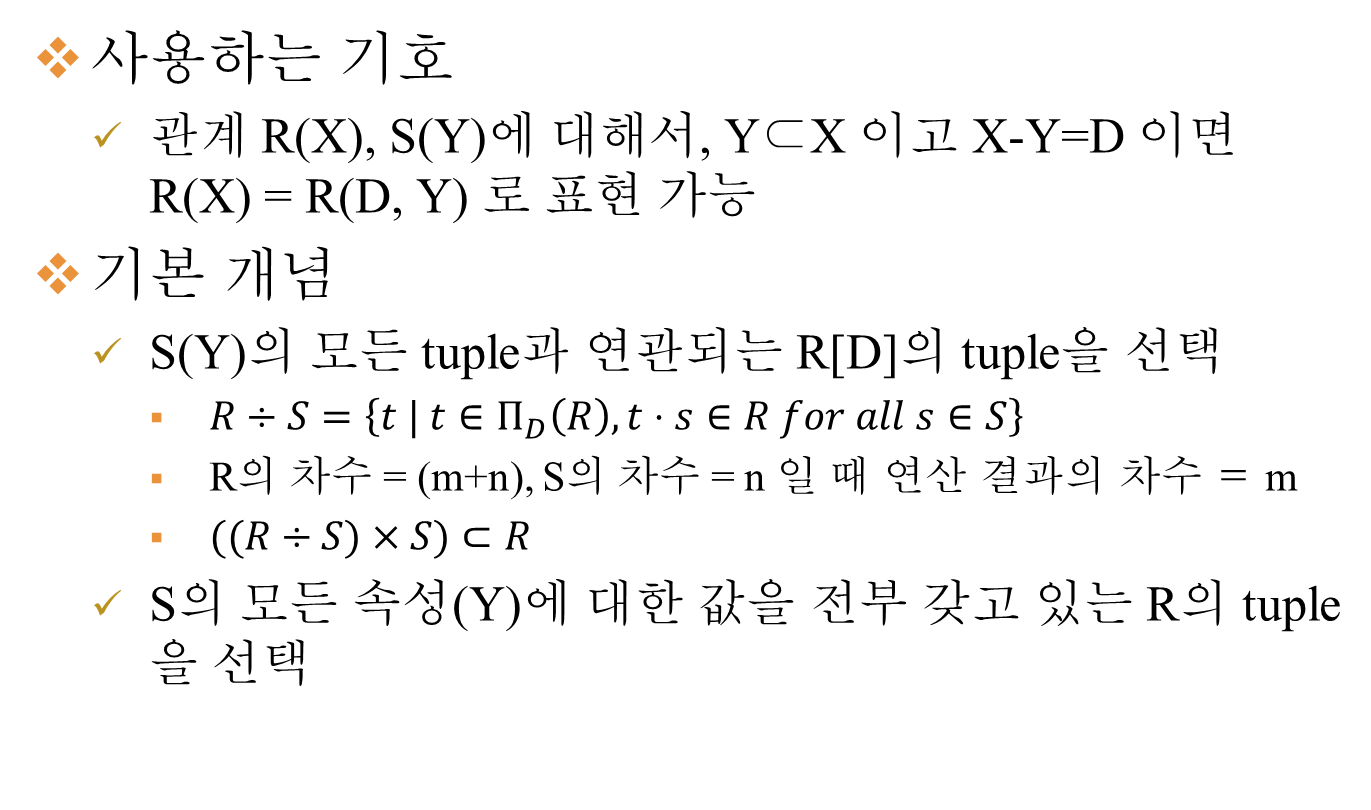 ❖ 사용하는 기호
✓ 관계 R(X), S(Y)에 대해서, Y⊂X 이고 X-Y=D 이면
R(X) = R(D, Y) 로 표현 가능
❖ 기본 개념
✓ S(Y)의 모든 tuple과 연관되는 R[D]의 tuple을 선택
▪ R ÷ S = {t | t ∈ Π_D(R), t · s ∈ R for all s ∈ S}
▪ R의 차수 = (m+n), S의 차수 = n 일 때 연산 결과의 차수 = m
▪ ((R ÷ S) × S) ⊂ R
✓ S의 모든 속성(Y)에 대한 값을 전부 갖고 있는 R의 tuple
을 선택